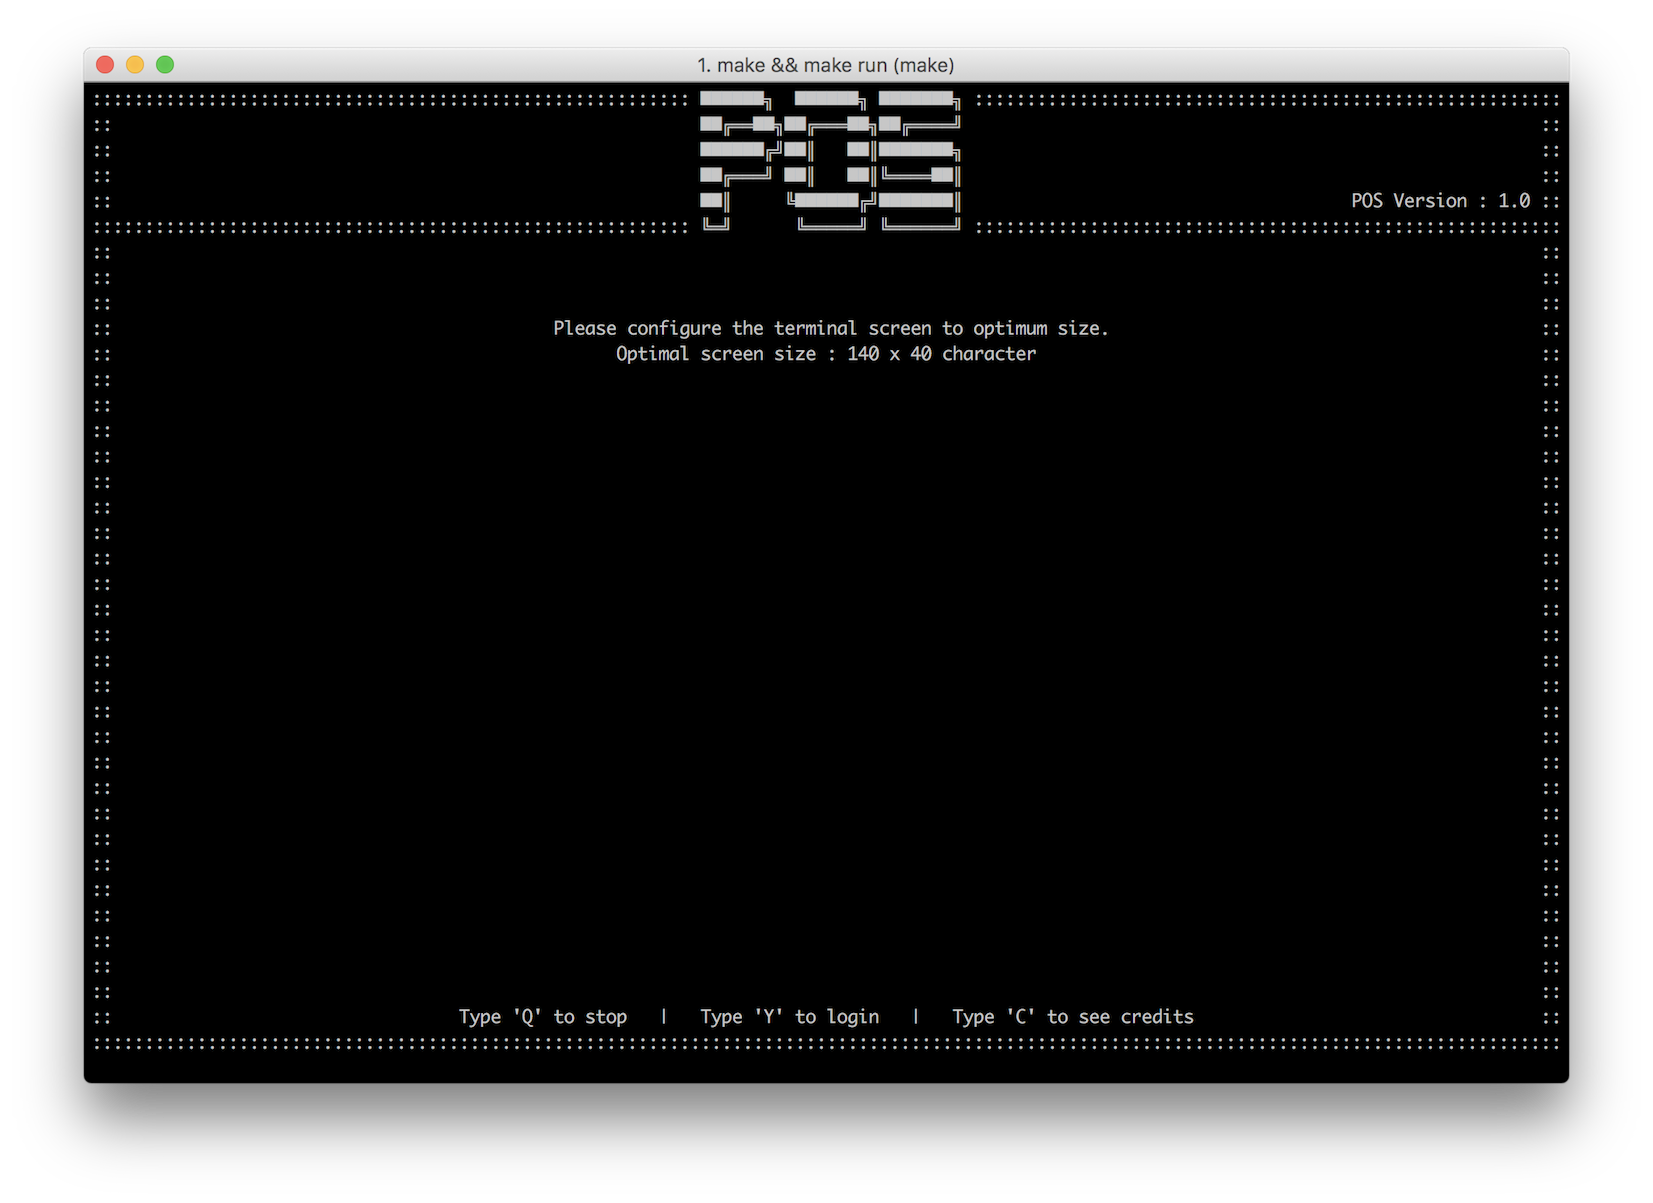 1. make && make run (make)
POS
POS Version : 1.0
Please configure the terminal screen to optimum size.
Optimal screen size : 140 x 40 character
Type 'Q' to stop | Type 'Y' to login | Type 'C' to see credits